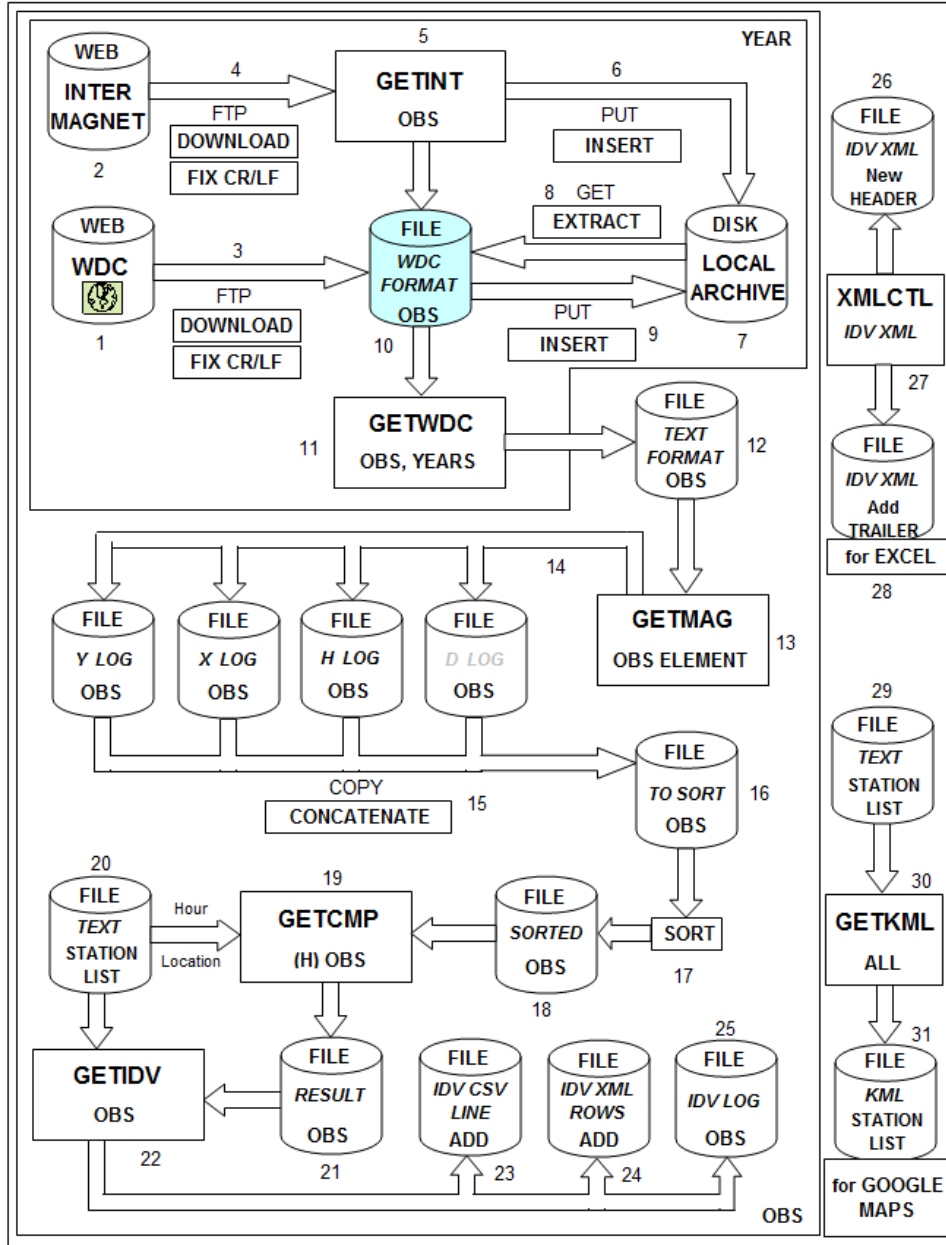 YEAR
5
WEB
INTER
MAGNET
2
4
FTP
DOWNLOAD
FIX CR/LF
GETINT
OBS
6
PUT
INSERT
8 GET
EXTRACT
WEB
WDC
1
3
FTP
DOWNLOAD
FIX CR/LF
FILE
WDC
FORMAT
OBS
10
DISK
LOCAL
ARCHIVE
7
PUT
INSERT
9
11
GETWDC
OBS, YEARS
FILE
TEXT
FORMAT
OBS
12
14
GETMAG
OBS ELEMENT
13
FILE
Y LOG
OBS
FILE
X LOG
OBS
FILE
H LOG
OBS
FILE
D LOG
OBS
COPY
CONCATENATE
15
FILE
TO SORT
OBS
16
SORT
17
FILE
SORTED
OBS
18
19
GETCMP
(H) OBS
20
FILE
TEXT
STATION
LIST
Hour
Location
GETIDV
OBS
22
FILE
RESULT
OBS
21
FILE
IDV CSV
LINE
ADD
23
FILE
IDV XML
ROWS
ADD
24
25
FILE
IDV LOG
OBS
OBS
26
FILE
IDV XML
New
HEADER
XMLCTL
IDV XML
27
FILE
IDV XML
Add
TRAILER
for EXCEL
28
29
FILE
TEXT
STATION
LIST
30
GETKML
ALL
31
FILE
KML
STATION
LIST
for GOOGLE
MAPS